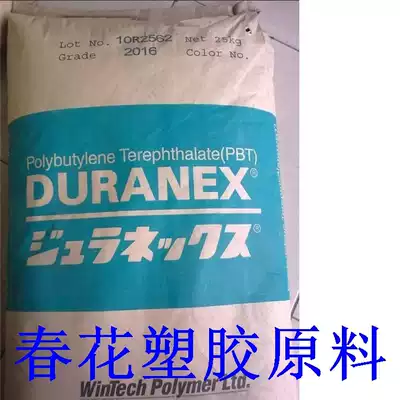 Lot No. 10R2562 Net 25kg
Grade 2016 Color No.
Polybutylene Terephthalate(PBT)
DURANEX®
ジュラネックス®
春花塑胶原料
WinTech Polymer Ltd.